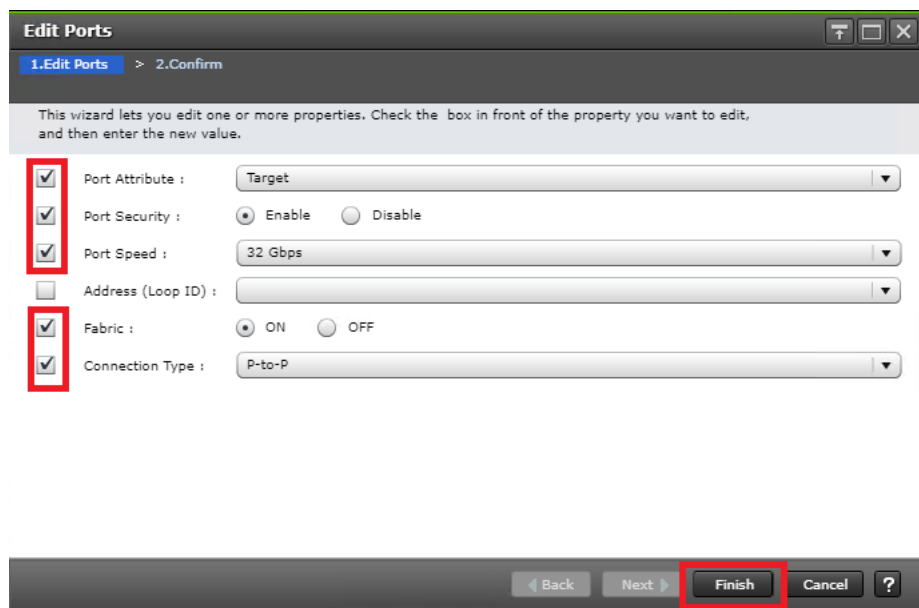 Edit Ports
1.Edit Ports > 2.Confirm
This wizard lets you edit one or more properties. Check the box in front of the property you want to edit,
and then enter the new value.
Port Attribute : Target
Port Security : Enable Disable
Port Speed : 32 Gbps
Address (Loop ID) :
Fabric : ON OFF
Connection Type : P-to-P
Back Next Finish Cancel ?